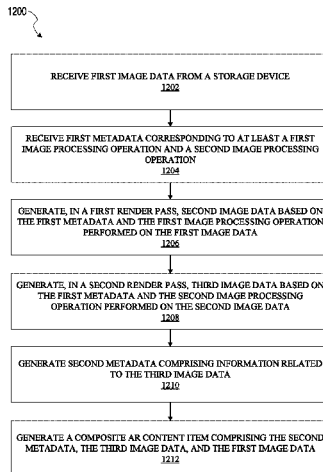 1200
RECEIVE FIRST IMAGE DATA FROM A STORAGE DEVICE
1202
RECEIVE FIRST METADATA CORRESPONDING TO AT LEAST A FIRST
IMAGE PROCESSING OPERATION AND A SECOND IMAGE PROCESSING
OPERATION
1204
GENERATE, IN A FIRST RENDER PASS, SECOND IMAGE DATA BASED ON
THE FIRST METADATA AND THE FIRST IMAGE PROCESSING OPERATION
PERFORMED ON THE FIRST IMAGE DATA
1206
GENERATE, IN A SECOND RENDER PASS, THIRD IMAGE DATA BASED ON
THE FIRST METADATA AND THE SECOND IMAGE PROCESSING
OPERATION PERFORMED ON THE SECOND IMAGE DATA
1208
GENERATE SECOND METADATA COMPRISING INFORMATION RELATED
TO THE THIRD IMAGE DATA
1210
GENERATE A COMPOSITE AR CONTENT ITEM COMPRISING THE SECOND
METADATA, THE THIRD IMAGE DATA, AND THE FIRST IMAGE DATA
1212